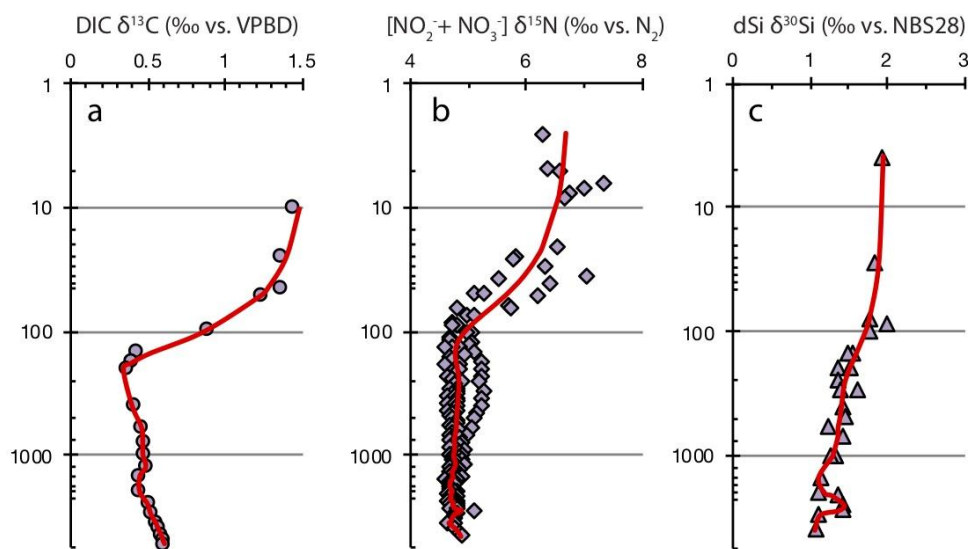 DIC δ¹³C (‰ vs. VPBD)
0 0.5 1 1.5
1
10
100
1000
a
[NO₂⁻+ NO₃⁻] δ¹⁵N (‰ vs. N₂)
4 6 8
1
10
100
1000
b
dSi δ³⁰Si (‰ vs. NBS28)
0 1 2 3
1
10
100
1000
c